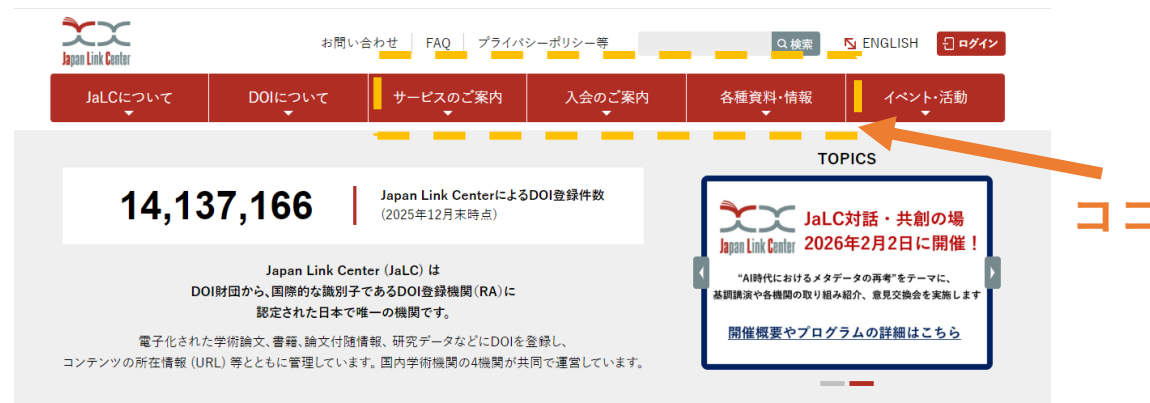 Japan Link Center
お問い合わせ FAQ プライバシーポリシー等 検索 ENGLISH ログイン
JaLCについて DOIについて サービスのご案内 入会のご案内 各種資料・情報 イベント・活動
14,137,166
Japan Link CenterによるDOI登録件数
(2025年12月末時点)
Japan Link Center (JaLC) は
DOI財団から、国際的な識別子であるDOI登録機関(RA)に
認定された日本で唯一の機関です。
電子化された学術論文、書籍、論文付随情報、研究データなどにDOIを登録し、
コンテンツの所在情報 (URL) 等とともに管理しています。国内学術機関の4機関が共同で運営しています。
TOPICS
Japan Link Center
JaLC対話・共創の場
2026年2月2日に開催！
“AI時代におけるメタデータの再考”をテーマに、
基調講演や各機関の取り組み紹介、意見交換会を実施します
開催概要やプログラムの詳細はこちら
コ